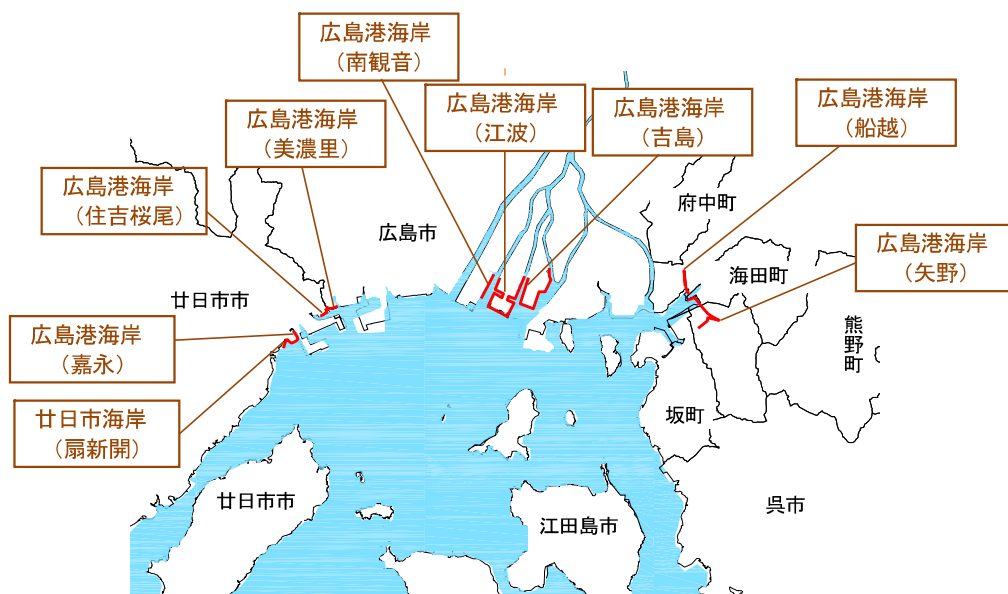 広島港海岸
（南観音）
広島港海岸
（江波）
広島港海岸
（吉島）
広島港海岸
（船越）
広島港海岸
（美濃里）
広島港海岸
（住吉桜尾）
府中町
広島市
広島港海岸
（矢野）
海田町
廿日市市
広島港海岸
（嘉永）
熊野町
廿日市海岸
（扇新開）
坂町
廿日市市
江田島市
呉市